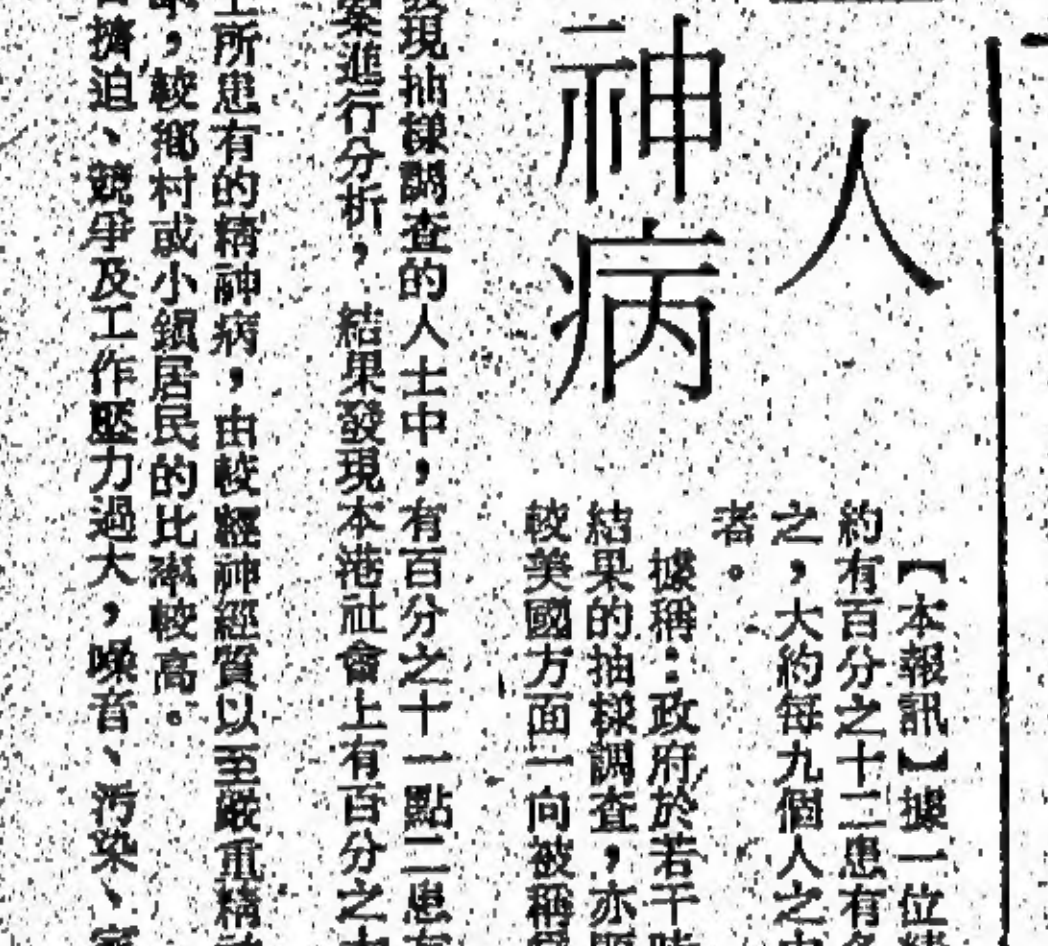 人
神病
【本報訊】據一位
約有百分之十二患有
之，大約每九個人之
者。
據稱：政府於若干
結果的抽樣調查，亦
較美國方面一向被稱
現抽樣調查的人士中，有百分之十一點二患
案進行分析，結果發現本港社會上有百分之
所患有的精神病，由較輕神經質以至嚴重精
，較鄉村或小鎮居民的比率較高。
擠迫、競爭及工作壓力過大，噪音、污染、